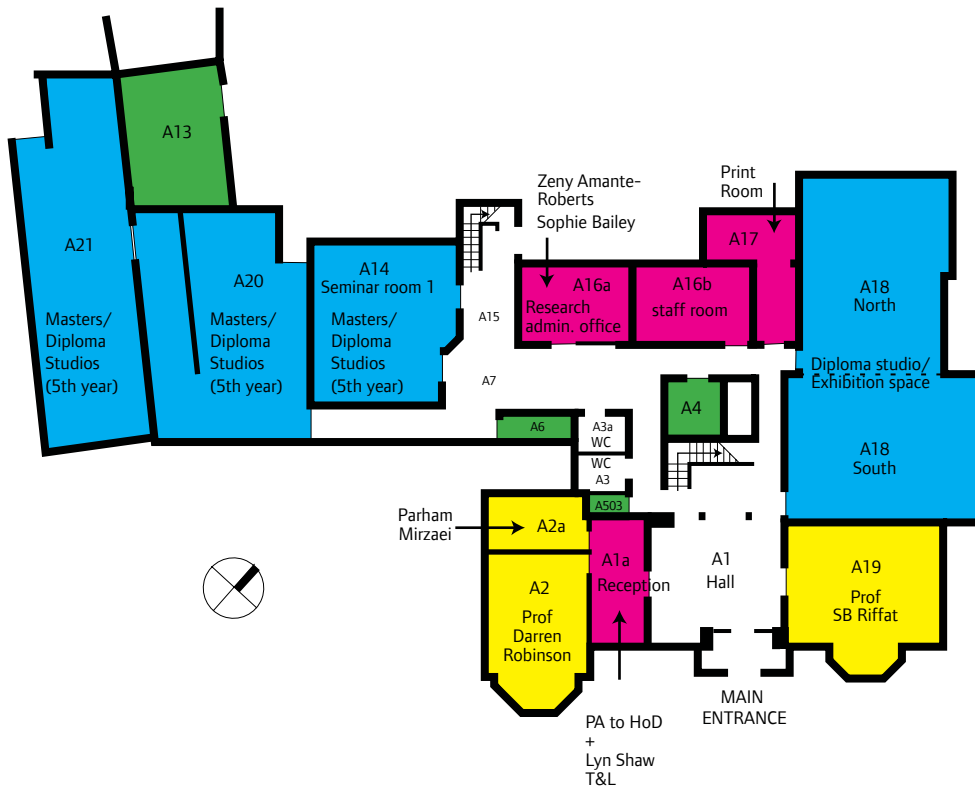 A13
A21
Masters/
Diploma
Studios
(5th year)
A20
Masters/
Diploma
Studios
(5th year)
A14
Seminar room 1
Masters/
Diploma
Studios
(5th year)
A15
A7
Zeny Amante-
Roberts
Sophie Bailey
A16a
Research
admin. office
A16b
staff room
Print
Room
A17
A18
North
Diploma studio/
Exhibition space
A18
South
A4
A6
A3a
WC
WC
A3
A503
Parham
Mirzaei
A2a
A2
Prof
Darren
Robinson
A1a
Reception
A1
Hall
A19
Prof
SB Riffat
MAIN
ENTRANCE
PA to HoD
+
Lyn Shaw
T&L